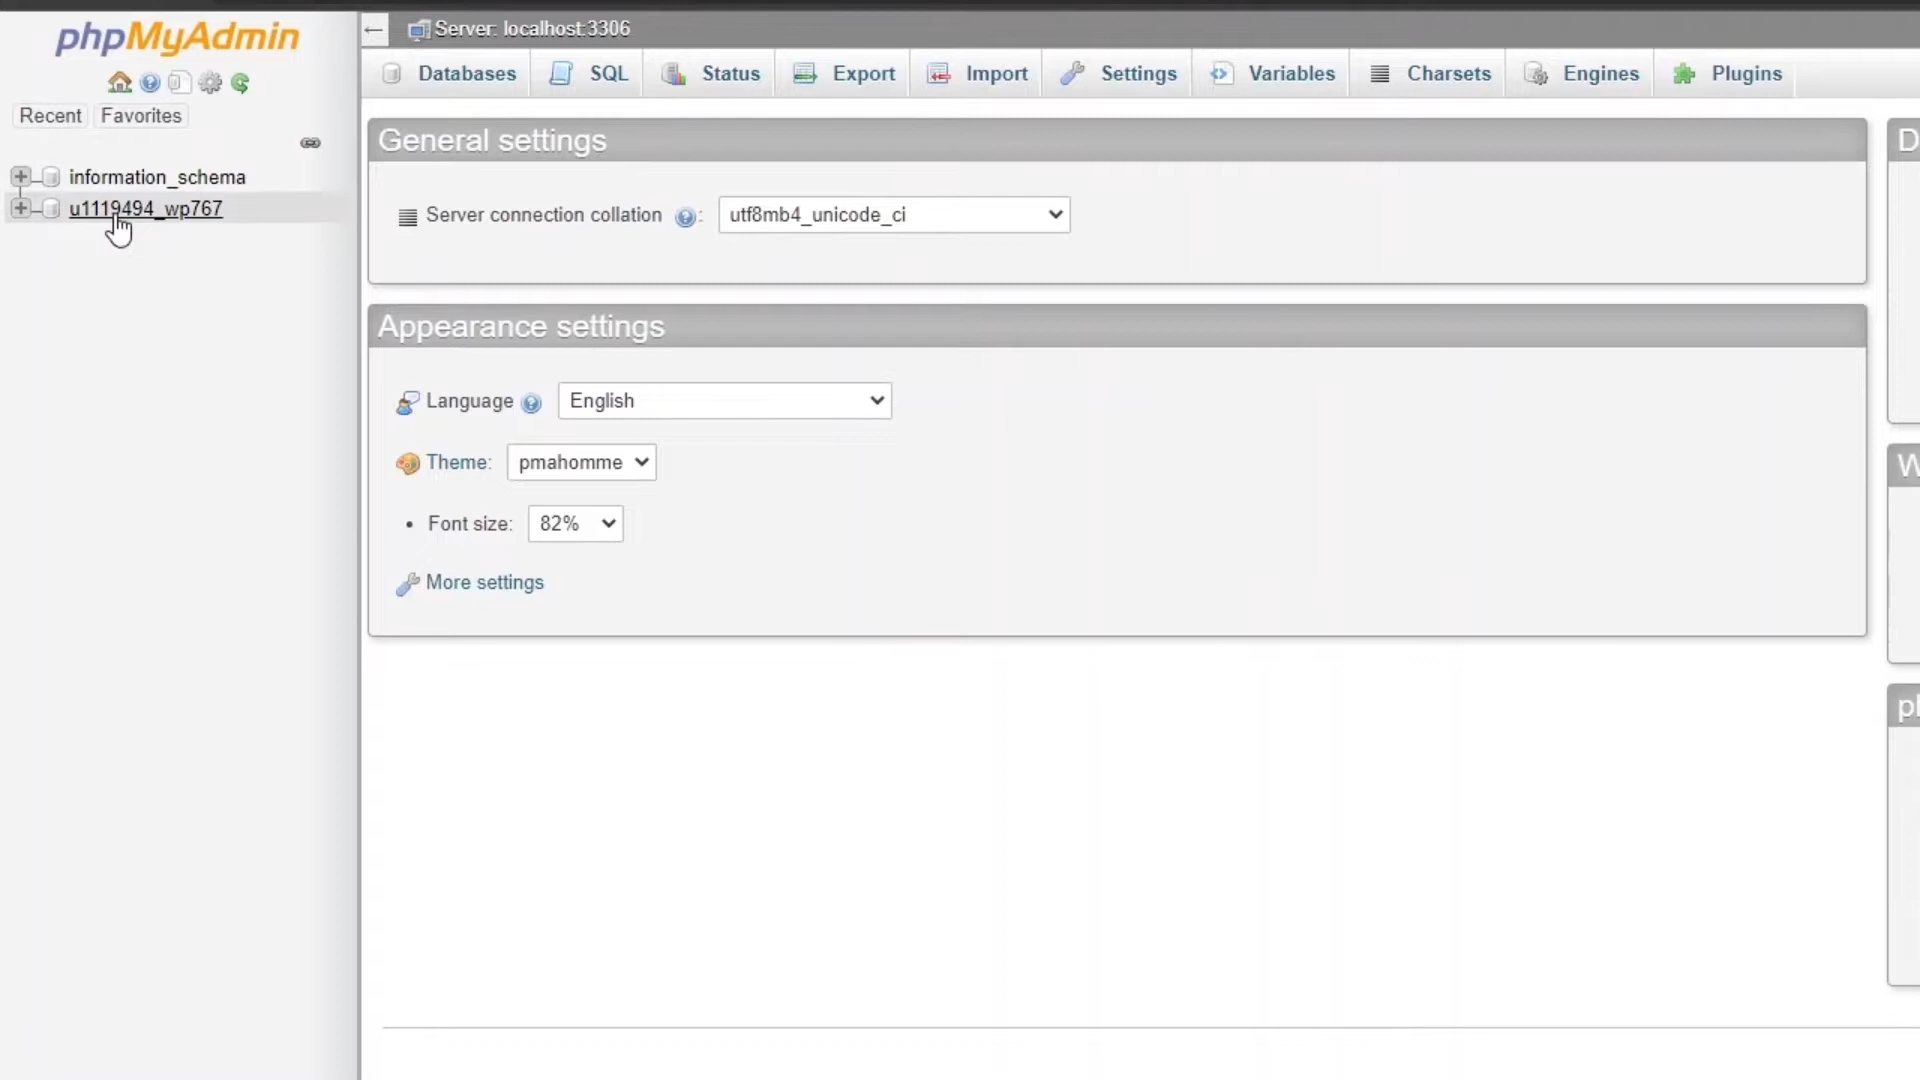 phpMyAdmin
Recent Favorites
information_schema
u1119494_wp767
Server: localhost:3306
Databases SQL Status Export Import Settings Variables Charsets Engines Plugins
General settings
Server connection collation : utf8mb4_unicode_ci
Appearance settings
Language English
Theme: pmahomme
• Font size: 82%
More settings
D
W